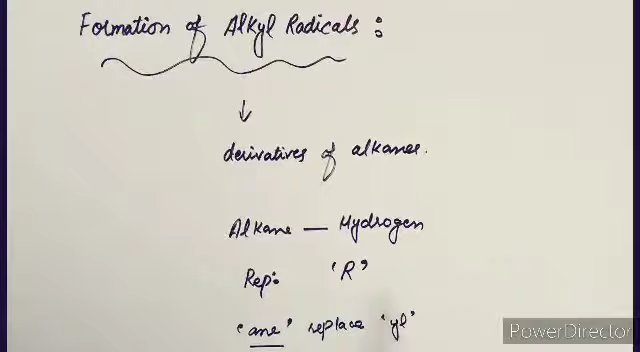 Formation of Alkyl Radicals :
↓
derivatives of alkanes.
Alkane — Hydrogen
Rep: 'R'
'ane' replace 'yl'
PowerDirector